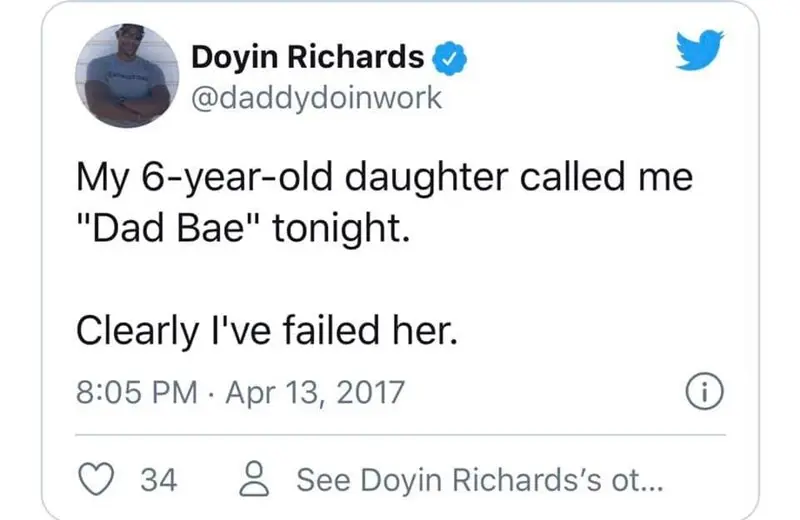 Doyin Richards
@daddydoinwork
My 6-year-old daughter called me
"Dad Bae" tonight.
Clearly I've failed her.
8:05 PM · Apr 13, 2017
34
See Doyin Richards's ot...